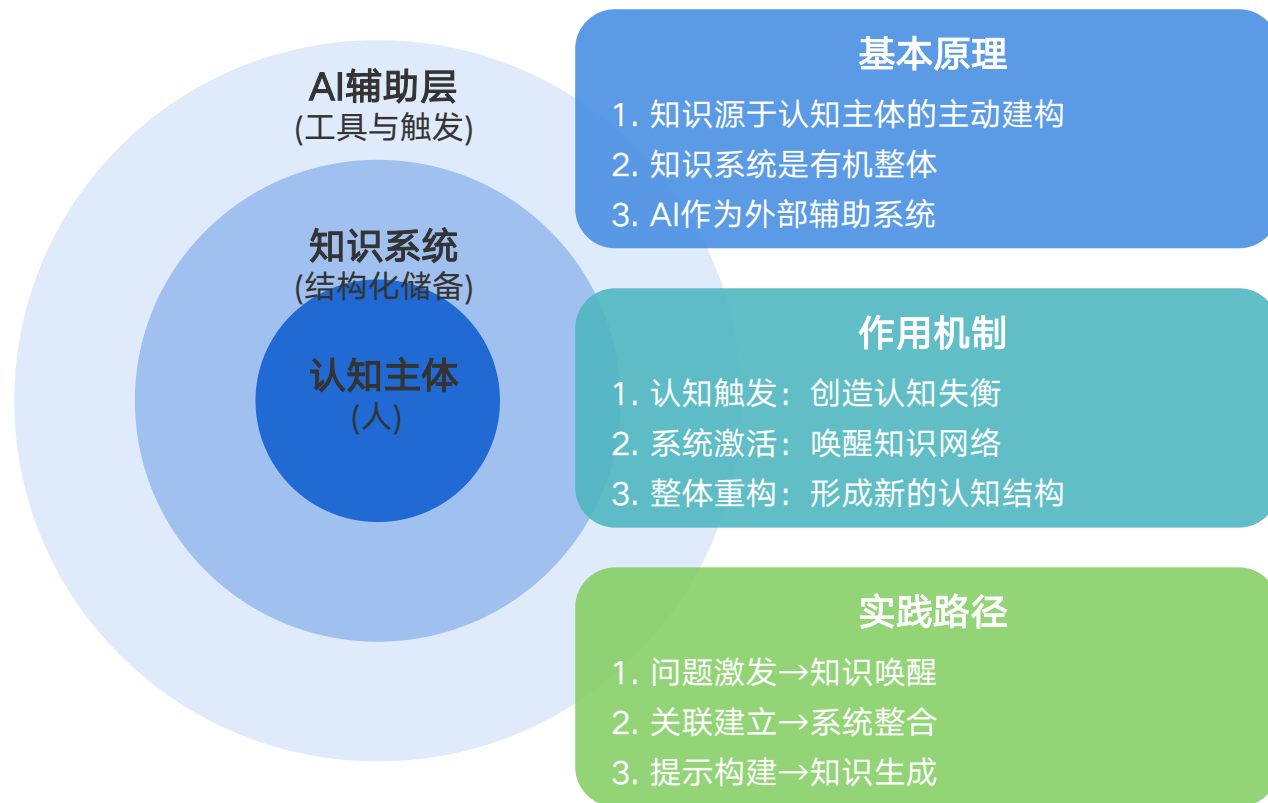 AI辅助层
(工具与触发)
知识系统
(结构化储备)
认知主体
(人)
基本原理
1. 知识源于认知主体的主动建构
2. 知识系统是有机整体
3. AI作为外部辅助系统
作用机制
1. 认知触发：创造认知失衡
2. 系统激活：唤醒知识网络
3. 整体重构：形成新的认知结构
实践路径
1. 问题激发→知识唤醒
2. 关联建立→系统整合
3. 提示构建→知识生成